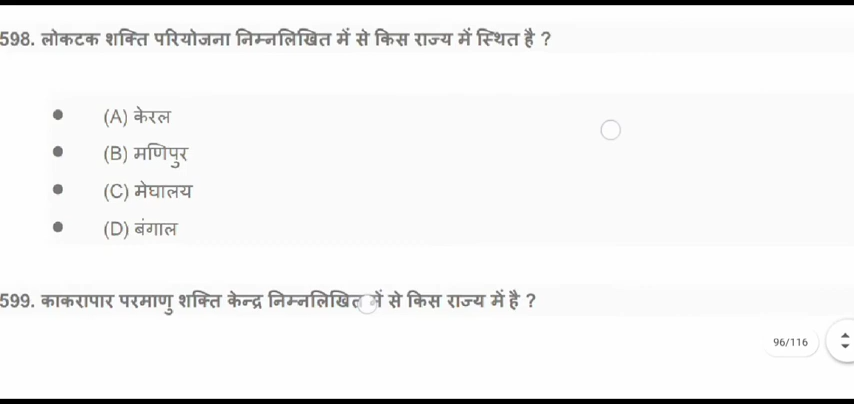 598. लोकटक शक्ति परियोजना निम्नलिखित में से किस राज्य में स्थित है ?
(A) केरल
(B) मणिपुर
(C) मेघालय
(D) बंगाल
599. काकरापार परमाणु शक्ति केन्द्र निम्नलिखित में से किस राज्य में है ?
96/116